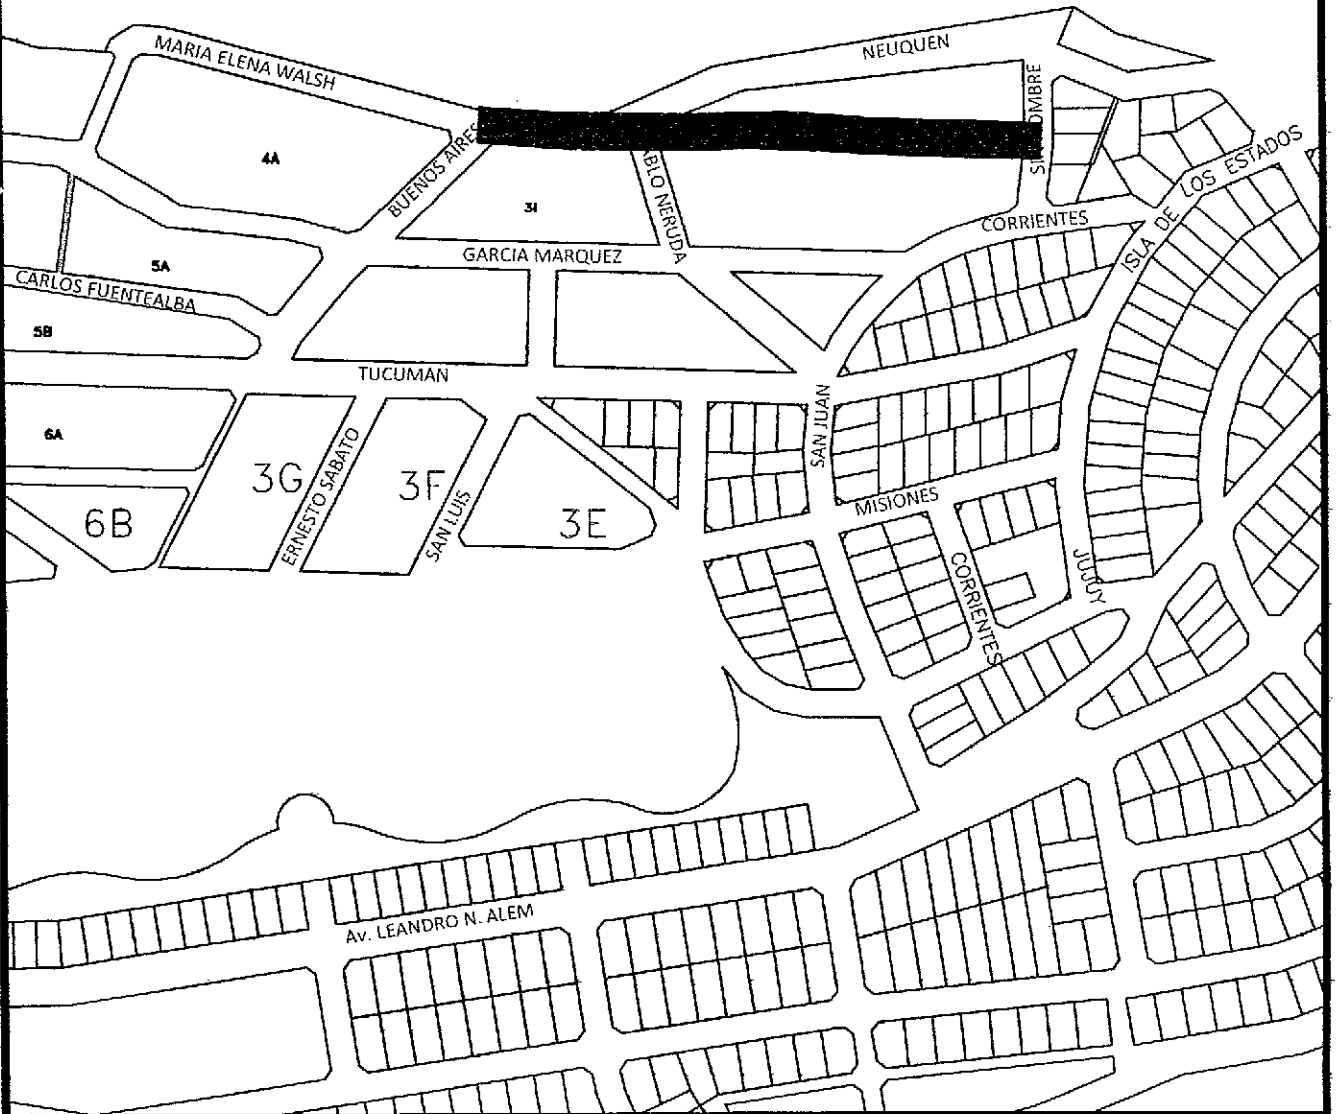 MARIA ELENA WALSH
NEUQUEN
4A
BUENOS AIRES
3I
ABLO NERUDA
SI
OMBRE
CORRIENTES
ISLA DE LOS ESTADOS
GARCIA MARQUEZ
5A
CARLOS FUENTEALBA
5B
TUCUMAN
SAN JUAN
6A
3G
ERNESTO SABATO
3F
SAN LUIS
3E
6B
MISIONES
CORRIENTES
JUJUY
Av. LEANDRO N. ALEM